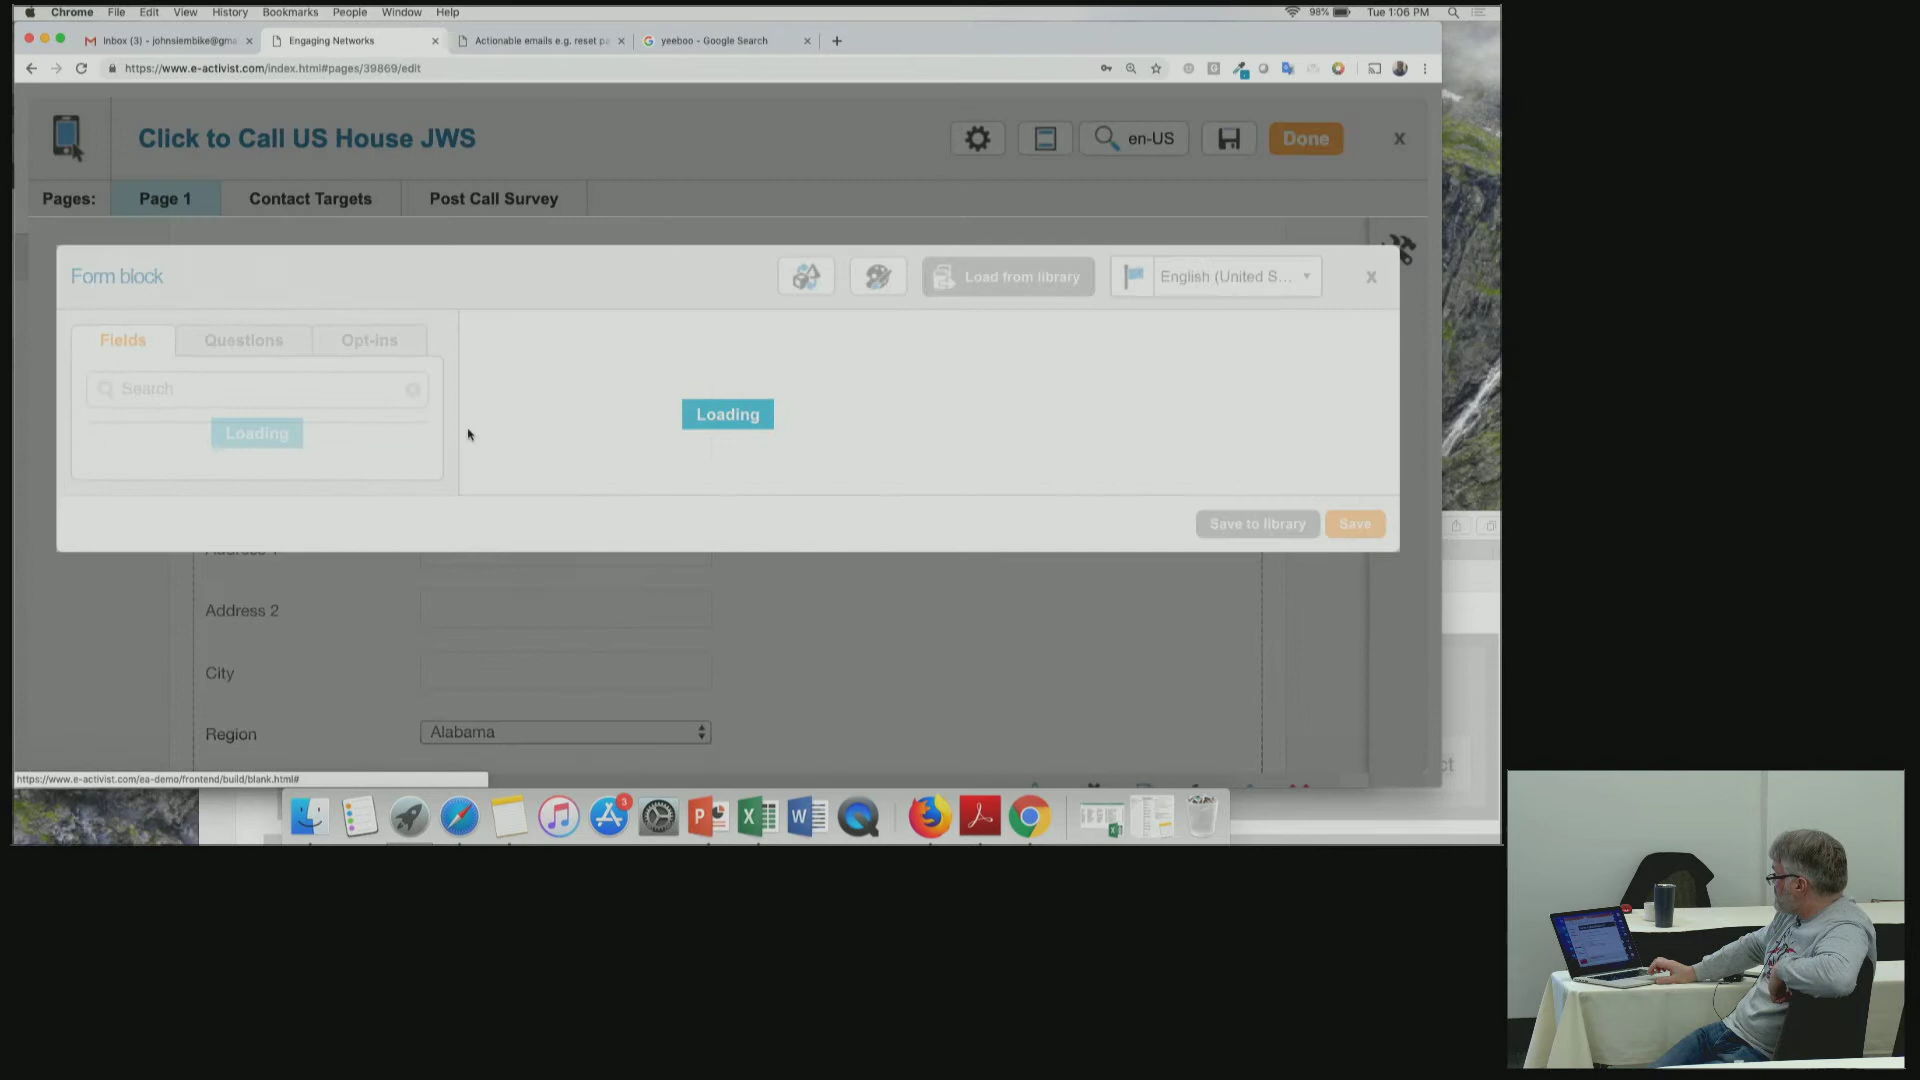 Chrome File Edit View History Bookmarks People Window Help 98% Tue 1:06 PM
Inbox (3) - johnslembike@gma Engaging Networks Actionable emails e.g. reset pa yeeboo - Google Search
https://www.e-activist.com/index.html#pages/39869/edit
Click to Call US House JWS en-US Done x
Pages: Page 1 Contact Targets Post Call Survey
Form block Load from library English (United S... x
Fields Questions Opt-ins
Search
Loading
Loading
Save to library Save
Address 2
City
Region Alabama
https://www.e-activist.com/ea-demo/frontend/build/blank.html#
3